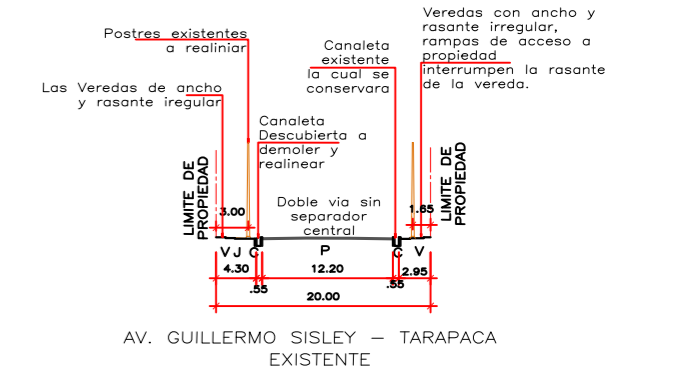 Postres existentes
a realiniar
Las Veredas de ancho
y rasante iregular
Canaleta
existente
la cual se
conservara
Veredas con ancho y
rasante irregular,
rampas de acceso a
propiedad
interrumpen la rasante
de la vereda.
Canaleta
Descubierta a
demoler y
realinear
LIMITE DE
PROPIEDAD
Doble via sin
separador
central
LIMITE DE
PROPIEDAD
3.00
1.65
V J C P C V
4.30 .55 12.20 .55 2.95
20.00
AV. GUILLERMO SISLEY – TARAPACA
EXISTENTE